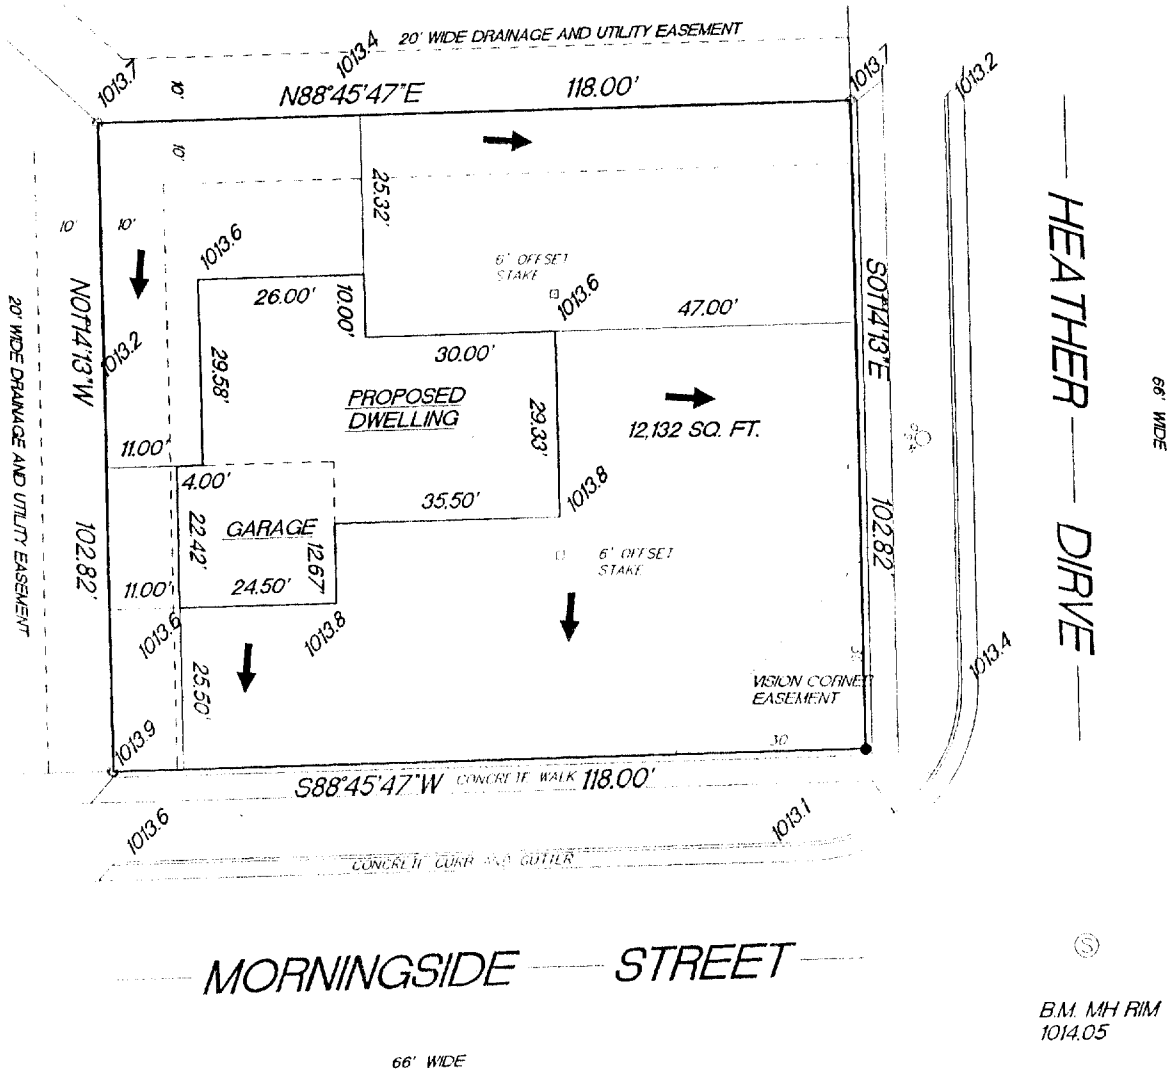 20' WIDE DRAINAGE AND UTILITY EASEMENT
1013.7
10'
1013.4
N88°45'47"E
118.00'
1013.7
1013.2
10'
25.32'
10'
10'
1013.6
6' OFFSET
STAKE
26.00'
10.00'
1013.6
47.00'
N01°14'13"W
S01°14'13"E
HEATHER DIRVE
66' WIDE
20' WIDE DRAINAGE AND UTILITY EASEMENT
1013.2
29.58'
30.00'
PROPOSED
DWELLING
29.33'
12,132 SQ. FT.
11.00'
4.00'
35.50'
1013.8
102.82'
22.42'
GARAGE
12.67'
102.82'
6' OFFSET
STAKE
11.00'
24.50'
1013.6
1013.8
25.50'
30'
1013.4
VISION CORNER
EASEMENT
30'
1013.9
S88°45'47"W
CONCRETE WALK
118.00'
1013.6
1013.1
CONCRETE CURB AND GUTTER
MORNINGSIDE STREET
S
B.M. MH RIM
1014.05
66' WIDE